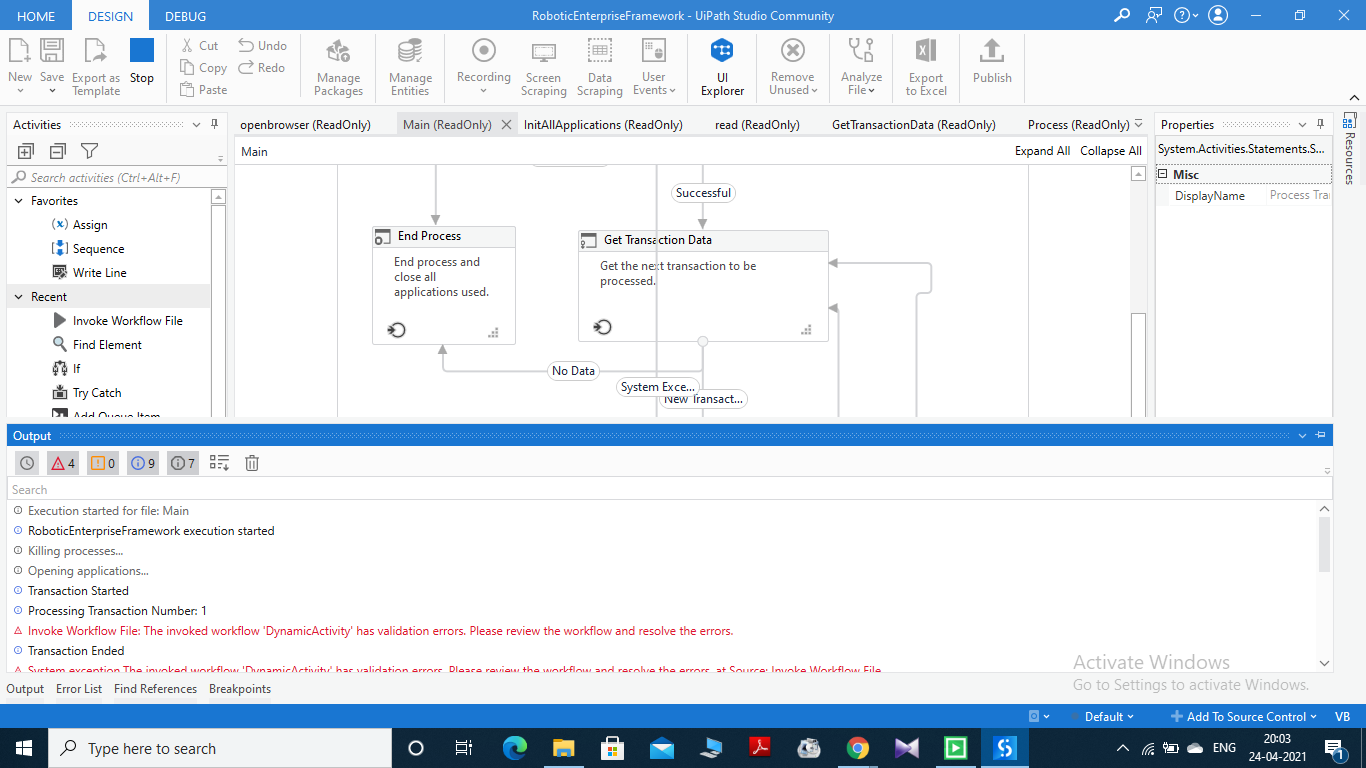 HOME DESIGN DEBUG RoboticEnterpriseFramework - UiPath Studio Community
New Save Export as Template Stop
Cut Undo
Copy Redo
Paste
Manage Packages Manage Entities Recording Screen Scraping Data Scraping User Events UI Explorer Remove Unused Analyze File Export to Excel Publish
Activities
openbrowser (ReadOnly) Main (ReadOnly) InitAllApplications (ReadOnly) read (ReadOnly) GetTransactionData (ReadOnly) Process (ReadOnly)
Properties
Resources
Main Expand All Collapse All
System.Activities.Statements.S...
Misc
DisplayName Process Tra
Search activities (Ctrl+Alt+F)
Favorites
Assign
Sequence
Write Line
Recent
Invoke Workflow File
Find Element
If
Try Catch
Add Queue Item
Successful
End Process
End process and
close all
applications used.
Get Transaction Data
Get the next transaction to be
processed.
No Data
System Exce...
New Transact...
Output
4 0 9 7
Search
Execution started for file: Main
RoboticEnterpriseFramework execution started
Killing processes...
Opening applications...
Transaction Started
Processing Transaction Number: 1
Invoke Workflow File: The invoked workflow 'DynamicActivity' has validation errors. Please review the workflow and resolve the errors.
Transaction Ended
System exception The invoked workflow 'DynamicActivity' has validation errors. Please review the workflow and resolve the errors. at Source: Invoke Workflow File
Activate Windows
Go to Settings to activate Windows.
Output Error List Find References Breakpoints
Default Add To Source Control VB
Type here to search
ENG
20:03
24-04-2021
1